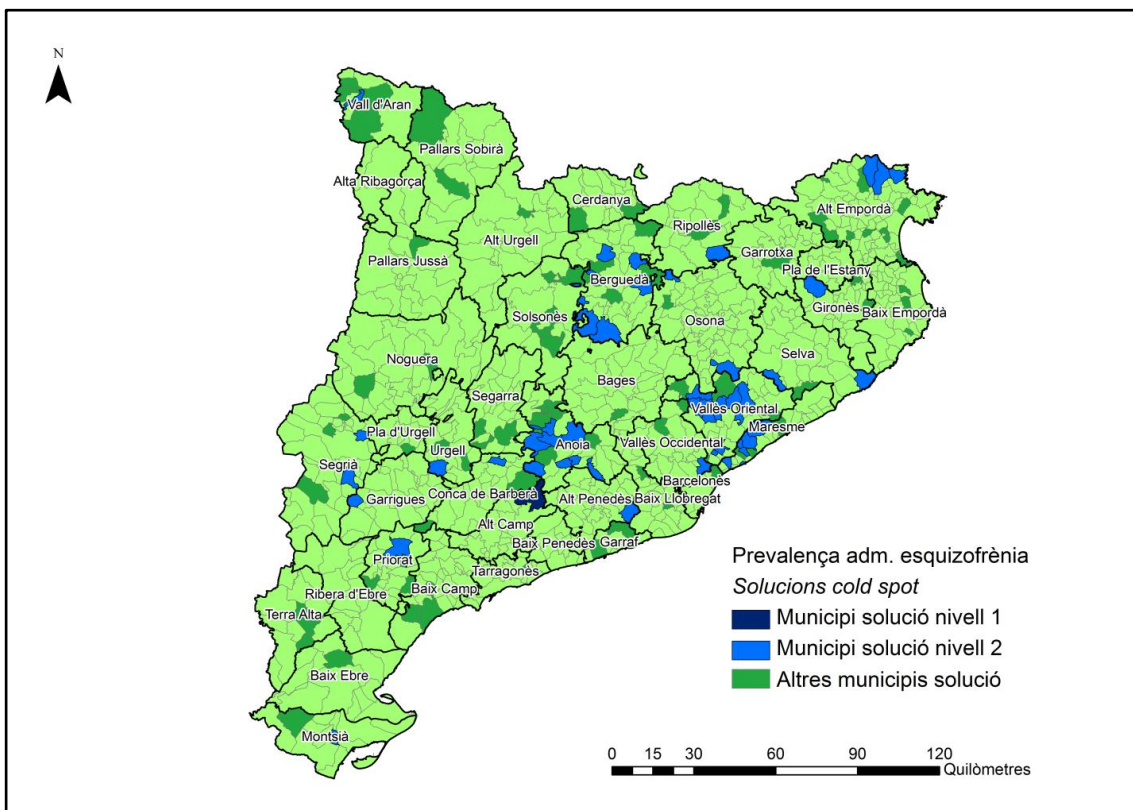 N
Vall d'Aran
Pallars Sobirà
Alta Ribagorça
Cerdanya
Ripollès
Alt Empordà
Alt Urgell
Pallars Jussà
Garrotxa
Pla de l'Estany
Berguedà
Gironès
Baix Empordà
Solsonès
Osona
Selva
Noguera
Bages
Segarra
Vallès Oriental
Maresme
Pla d'Urgell
Urgell
Anoia
Vallès Occidental
Segrià
Barcelonès
Garrigues
Conca de Barberà
Alt Penedès
Baix Llobregat
Alt Camp
Baix Penedès
Garraf
Priorat
Tarragonès
Baix Camp
Ribera d'Ebre
Terra Alta
Baix Ebre
Montsià
Prevalença adm. esquizofrènia
Solucions cold spot
Municipi solució nivell 1
Municipi solució nivell 2
Altres municipis solució
0 15 30 60 90 120
Quilòmetres